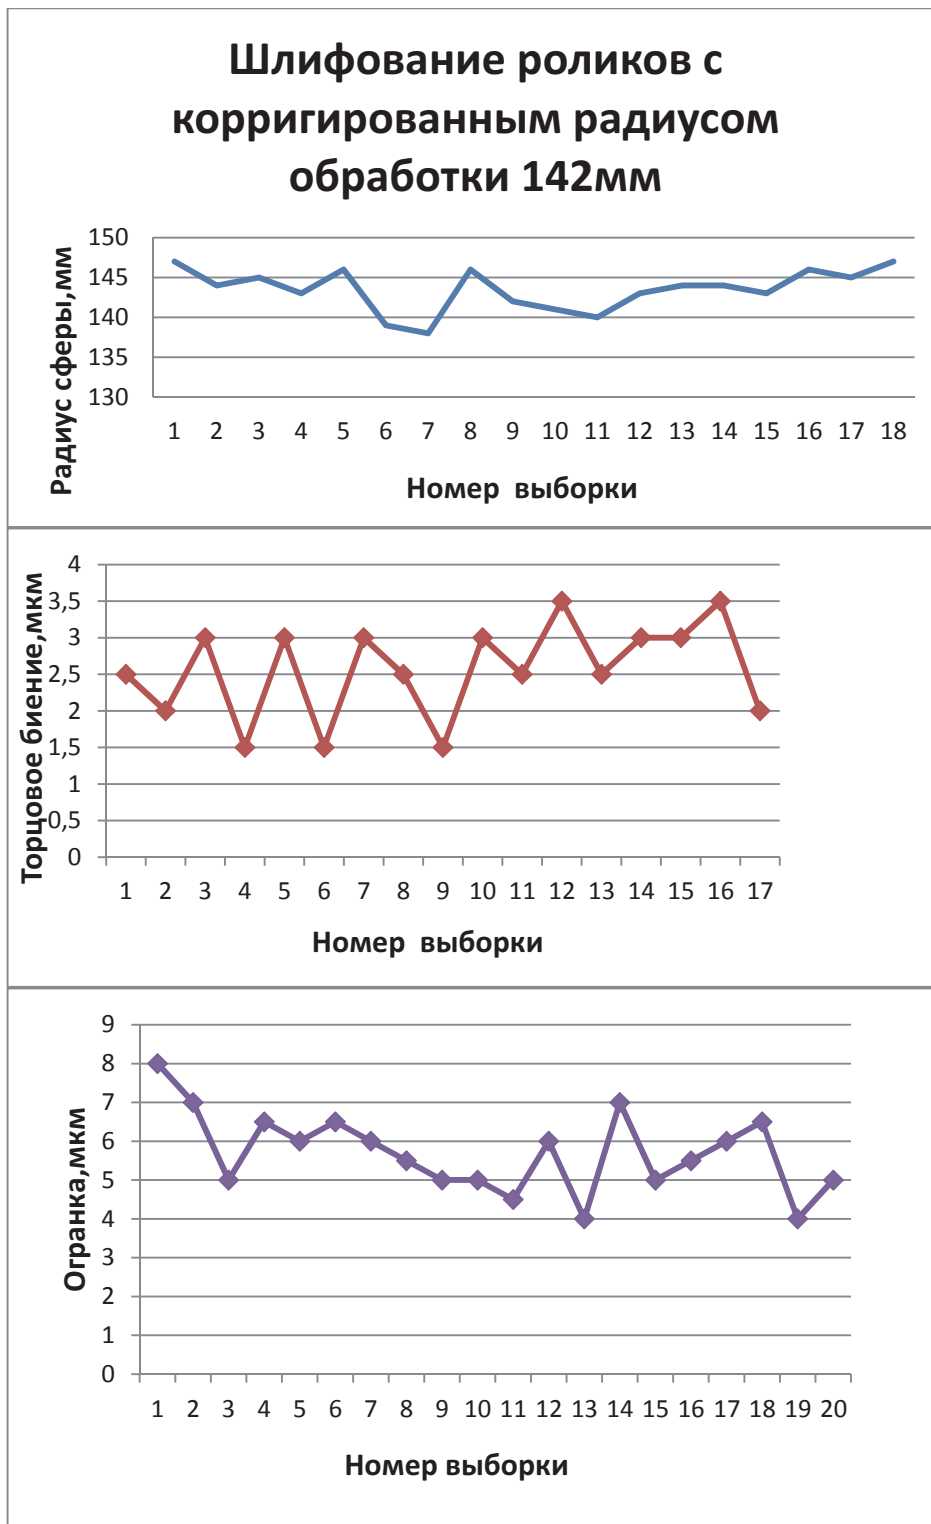 Шлифование роликов с
корригированным радиусом
обработки 142мм
Радиус сферы,мм
150
145
140
135
130
1 2 3 4 5 6 7 8 9 10 11 12 13 14 15 16 17 18
Номер выборки
Торцовое биение,мкм
4
3,5
3
2,5
2
1,5
1
0,5
0
1 2 3 4 5 6 7 8 9 10 11 12 13 14 15 16 17
Номер выборки
Огранка,мкм
9
8
7
6
5
4
3
2
1
0
1 2 3 4 5 6 7 8 9 10 11 12 13 14 15 16 17 18 19 20
Номер выборки